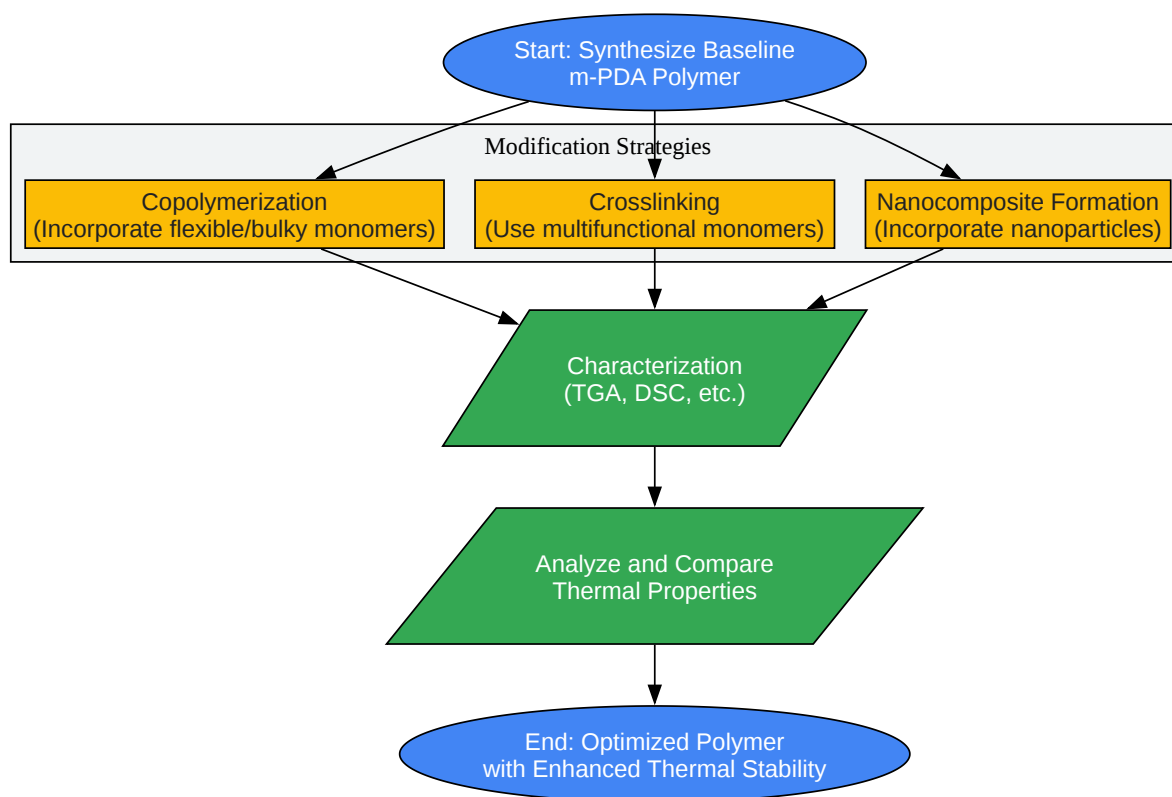 Start: Synthesize Baseline
m-PDA Polymer
Modification Strategies
Copolymerization
(Incorporate flexible/bulky monomers)
Crosslinking
(Use multifunctional monomers)
Nanocomposite Formation
(Incorporate nanoparticles)
Characterization
(TGA, DSC, etc.)
Analyze and Compare
Thermal Properties
End: Optimized Polymer
with Enhanced Thermal Stability